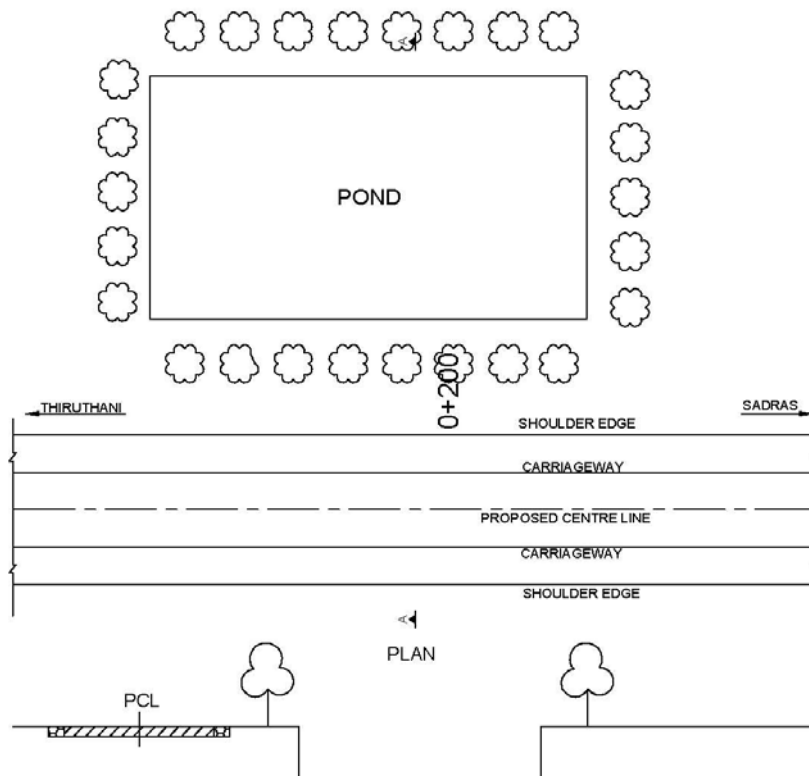 A
POND
0+200
THIRUTHANI
SADRAS
SHOULDER EDGE
CARRIAGEWAY
PROPOSED CENTRE LINE
CARRIAGEWAY
SHOULDER EDGE
A
PLAN
PCL